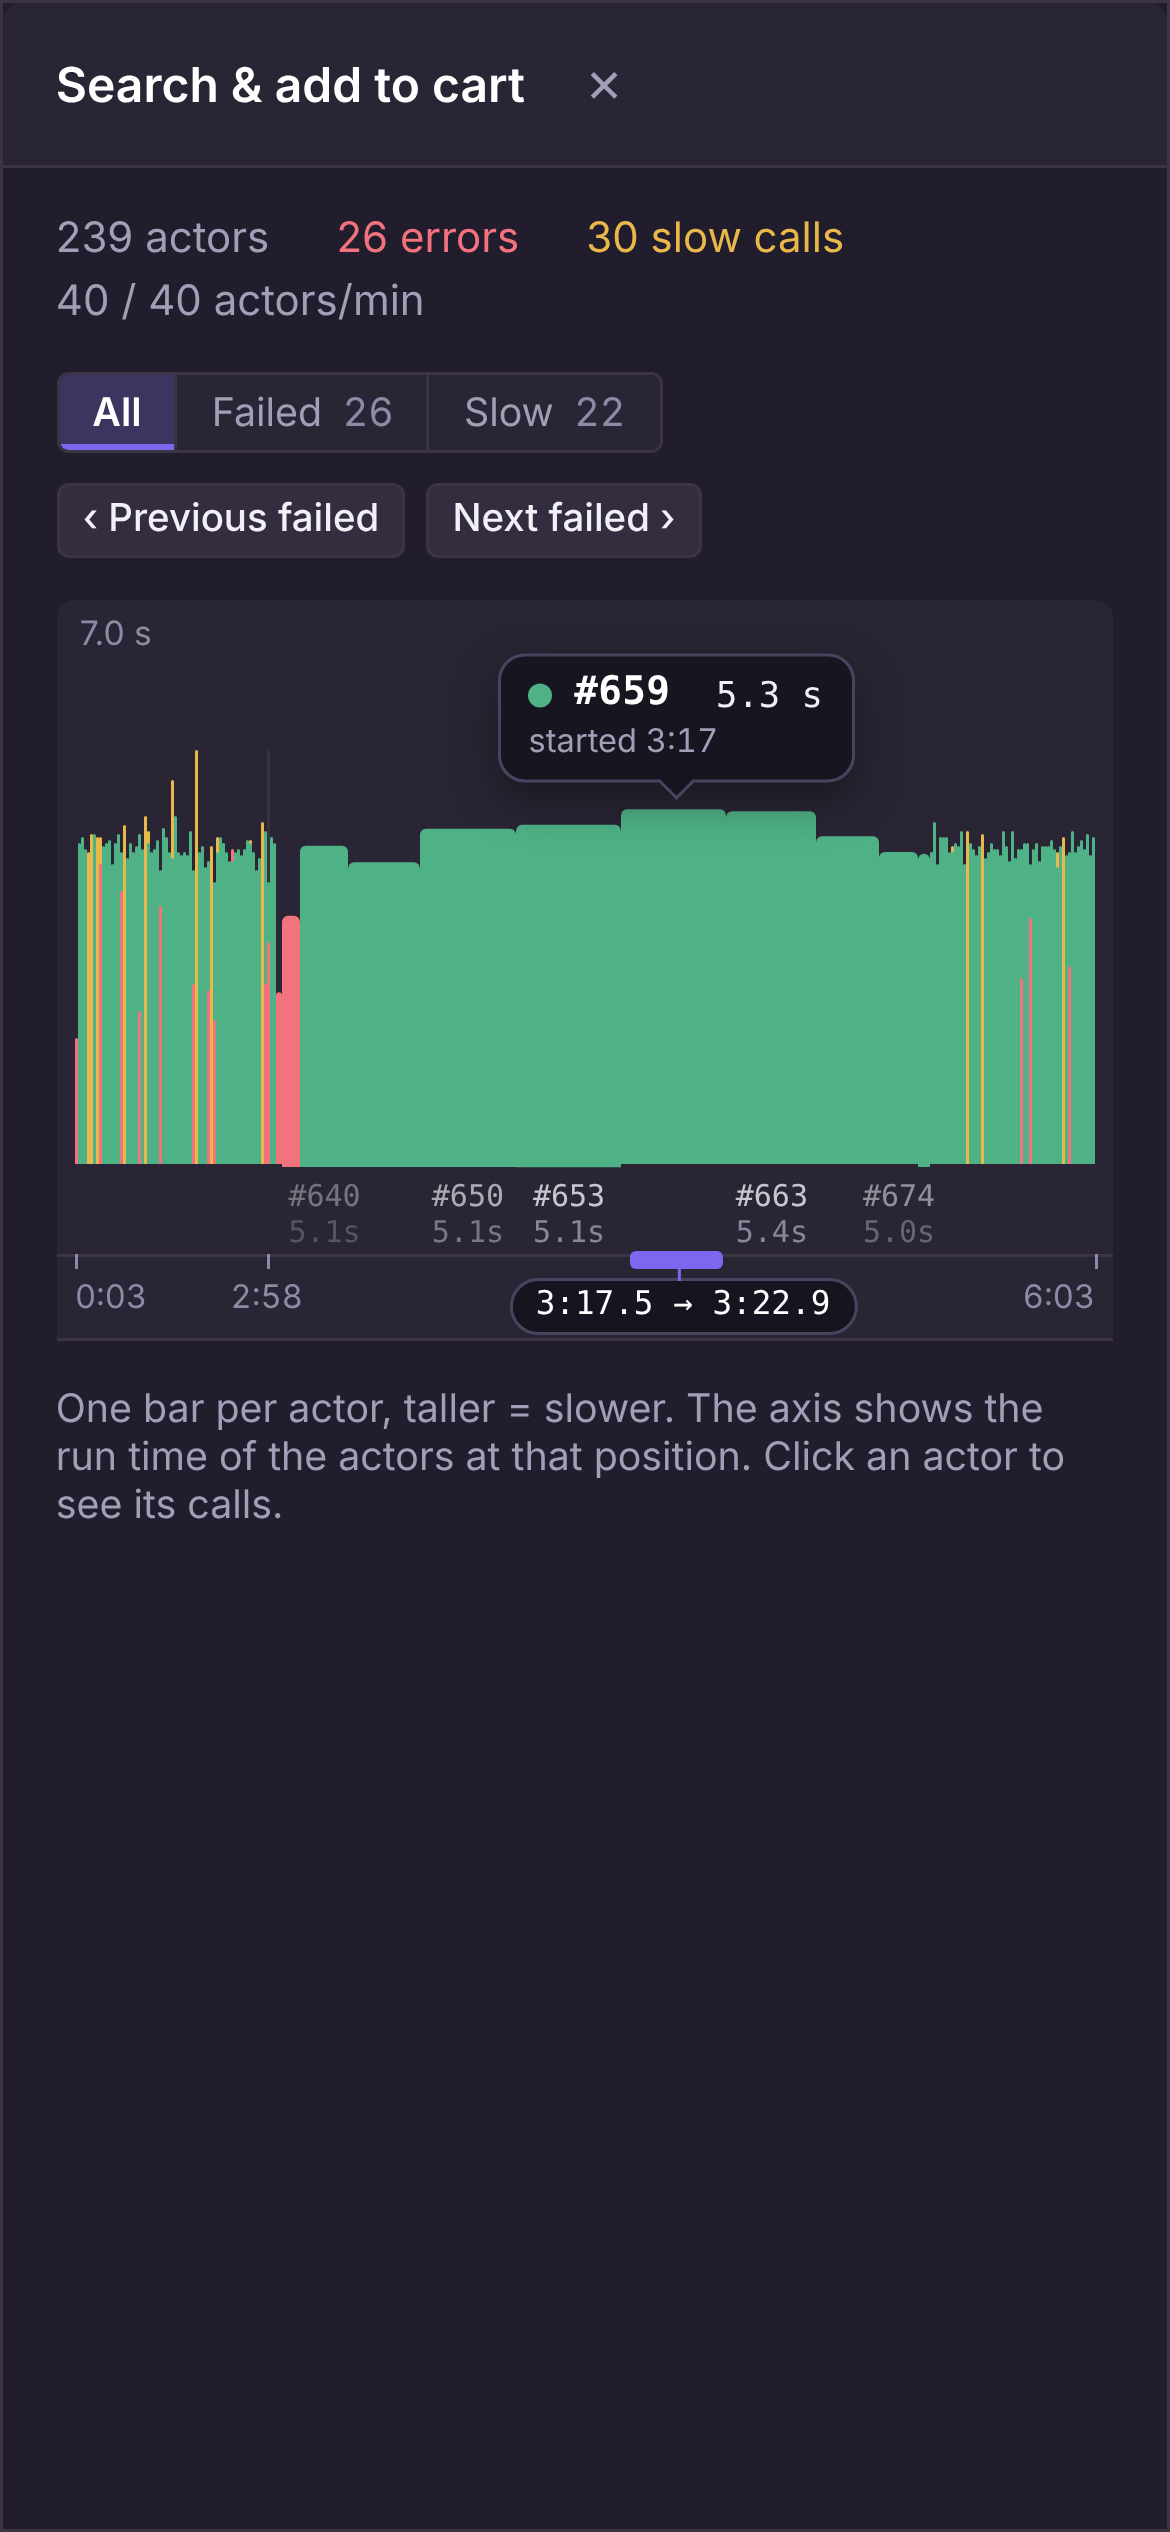 Search & add to cart ✕
239 actors 26 errors 30 slow calls
40 / 40 actors/min
All Failed 26 Slow 22
‹ Previous failed Next failed ›
7.0 s
#659 5.3 s
started 3:17
#640 #650 #653 #663 #674
5.1s 5.1s 5.1s 5.4s 5.0s
0:03 2:58 3:17.5 → 3:22.9 6:03
One bar per actor, taller = slower. The axis shows the
run time of the actors at that position. Click an actor to
see its calls.